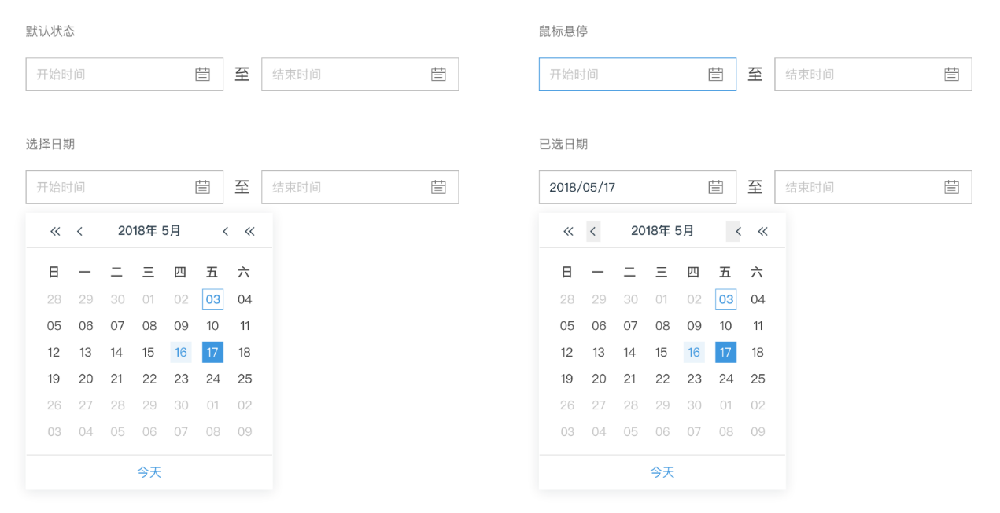 默认状态
开始时间 至 结束时间
鼠标悬停
开始时间 至 结束时间
选择日期
开始时间 至 结束时间
« ‹ 2018年 5月 ‹ «
日 一 二 三 四 五 六
28 29 30 01 02 03 04
05 06 07 08 09 10 11
12 13 14 15 16 17 18
19 20 21 22 23 24 25
26 27 28 29 30 01 02
03 04 05 06 07 08 09
今天
已选日期
2018/05/17 至 结束时间
« ‹ 2018年 5月 ‹ «
日 一 二 三 四 五 六
28 29 30 01 02 03 04
05 06 07 08 09 10 11
12 13 14 15 16 17 18
19 20 21 22 23 24 25
26 27 28 29 30 01 02
03 04 05 06 07 08 09
今天